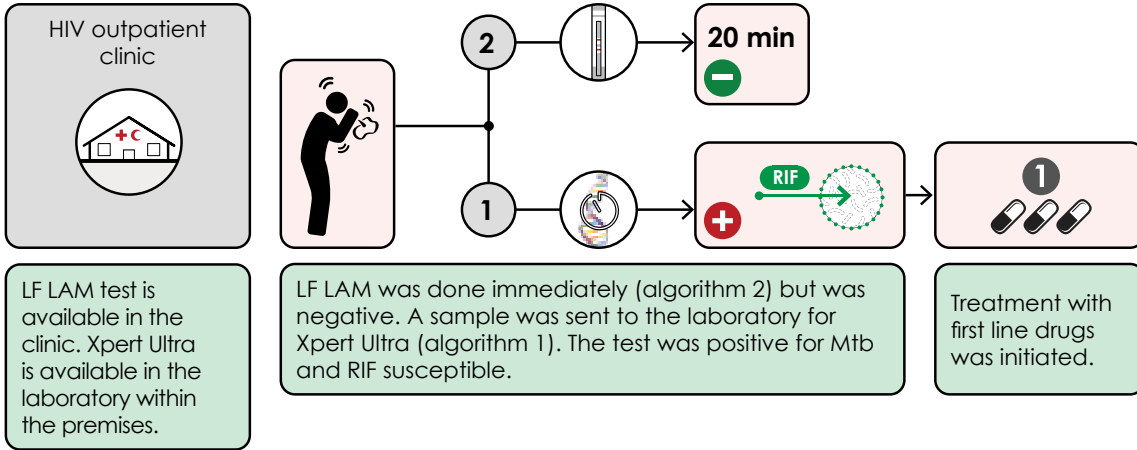 HIV outpatient
clinic
2
20 min
1
RIF
1
LF LAM test is
available in the
clinic. Xpert Ultra
is available in the
laboratory within
the premises.
LF LAM was done immediately (algorithm 2) but was
negative. A sample was sent to the laboratory for
Xpert Ultra (algorithm 1). The test was positive for Mtb
and RIF susceptible.
Treatment with
first line drugs
was initiated.